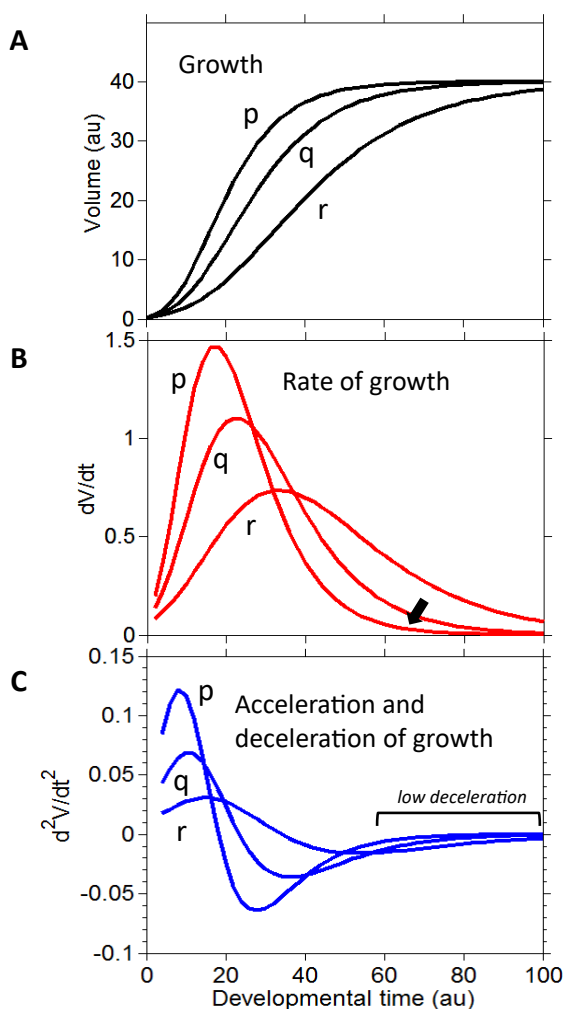 A
Growth
p
q
r
40
30
20
10
0
Volume (au)
B
1.5
p
Rate of growth
1
q
r
0.5
0
dV/dt
C
0.15
p
Acceleration and
deceleration of growth
0.1
q
0.05
r
low deceleration
0
-0.05
-0.1
d²V/dt²
0 20 40 60 80 100
Developmental time (au)